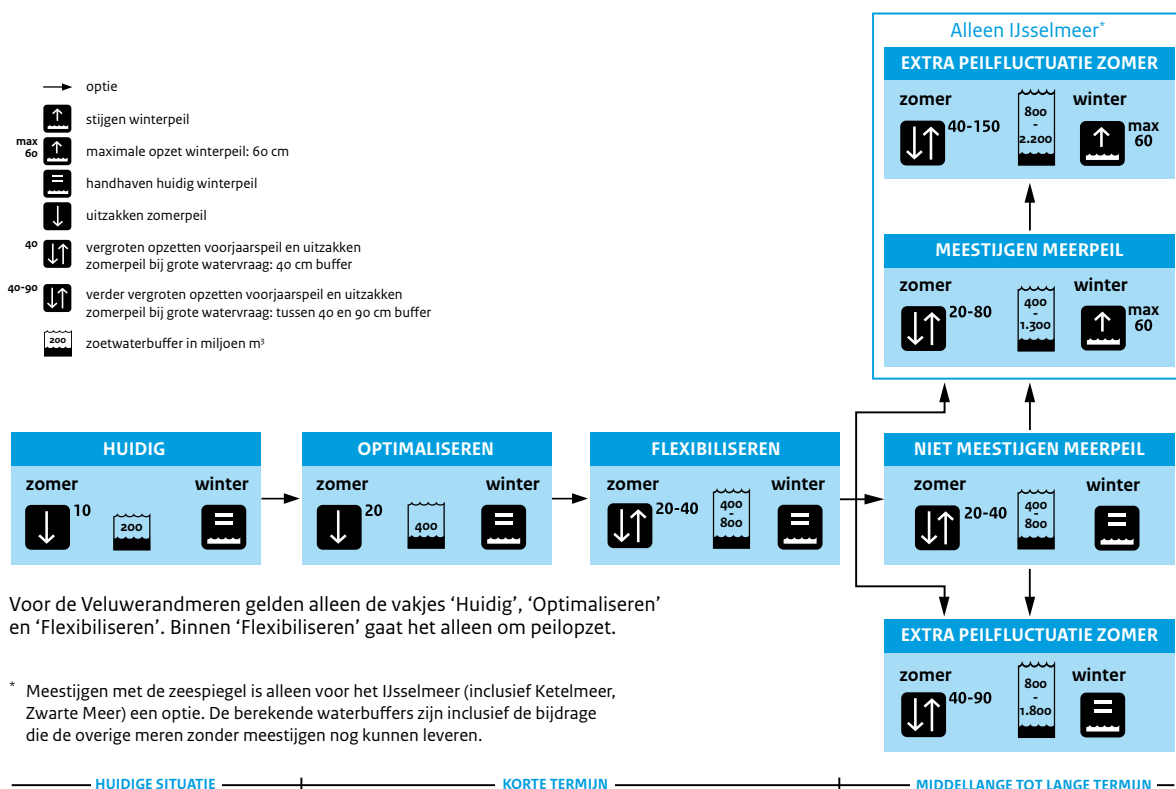 optie
stijgen winterpeil
max 60
maximale opzet winterpeil: 60 cm
handhaven huidig winterpeil
uitzakken zomerpeil
40
vergroten opzetten voorjaarspeil en uitzakken
zomerpeil bij grote watervraag: 40 cm buffer
40-90
verder vergroten opzetten voorjaarspeil en uitzakken
zomerpeil bij grote watervraag: tussen 40 en 90 cm buffer
200
zoetwaterbuffer in miljoen m³
Alleen IJsselmeer*
EXTRA PEILFLUCTUATIE ZOMER
zomer
winter
40-150
800
-
2.200
max
60
MEESTIJGEN MEERPEIL
zomer
winter
20-80
400
-
1.300
max
60
HUIDIG
zomer
winter
10
200
OPTIMALISEREN
zomer
winter
20
400
FLEXIBILISEREN
zomer
winter
20-40
400
-
800
NIET MEESTIJGEN MEERPEIL
zomer
winter
20-40
400
-
800
EXTRA PEILFLUCTUATIE ZOMER
zomer
winter
40-90
800
-
1.800
Voor de Veluwerandmeren gelden alleen de vakjes ‘Huidig’, ‘Optimaliseren’
en ‘Flexibiliseren’. Binnen ‘Flexibiliseren’ gaat het alleen om peilopzet.
* Meestijgen met de zeespiegel is alleen voor het IJsselmeer (inclusief Ketelmeer,
Zwarte Meer) een optie. De berekende waterbuffers zijn inclusief de bijdrage
die de overige meren zonder meestijgen nog kunnen leveren.
HUIDIGE SITUATIE
KORTE TERMIJN
MIDDELLANGE TOT LANGE TERMIJN